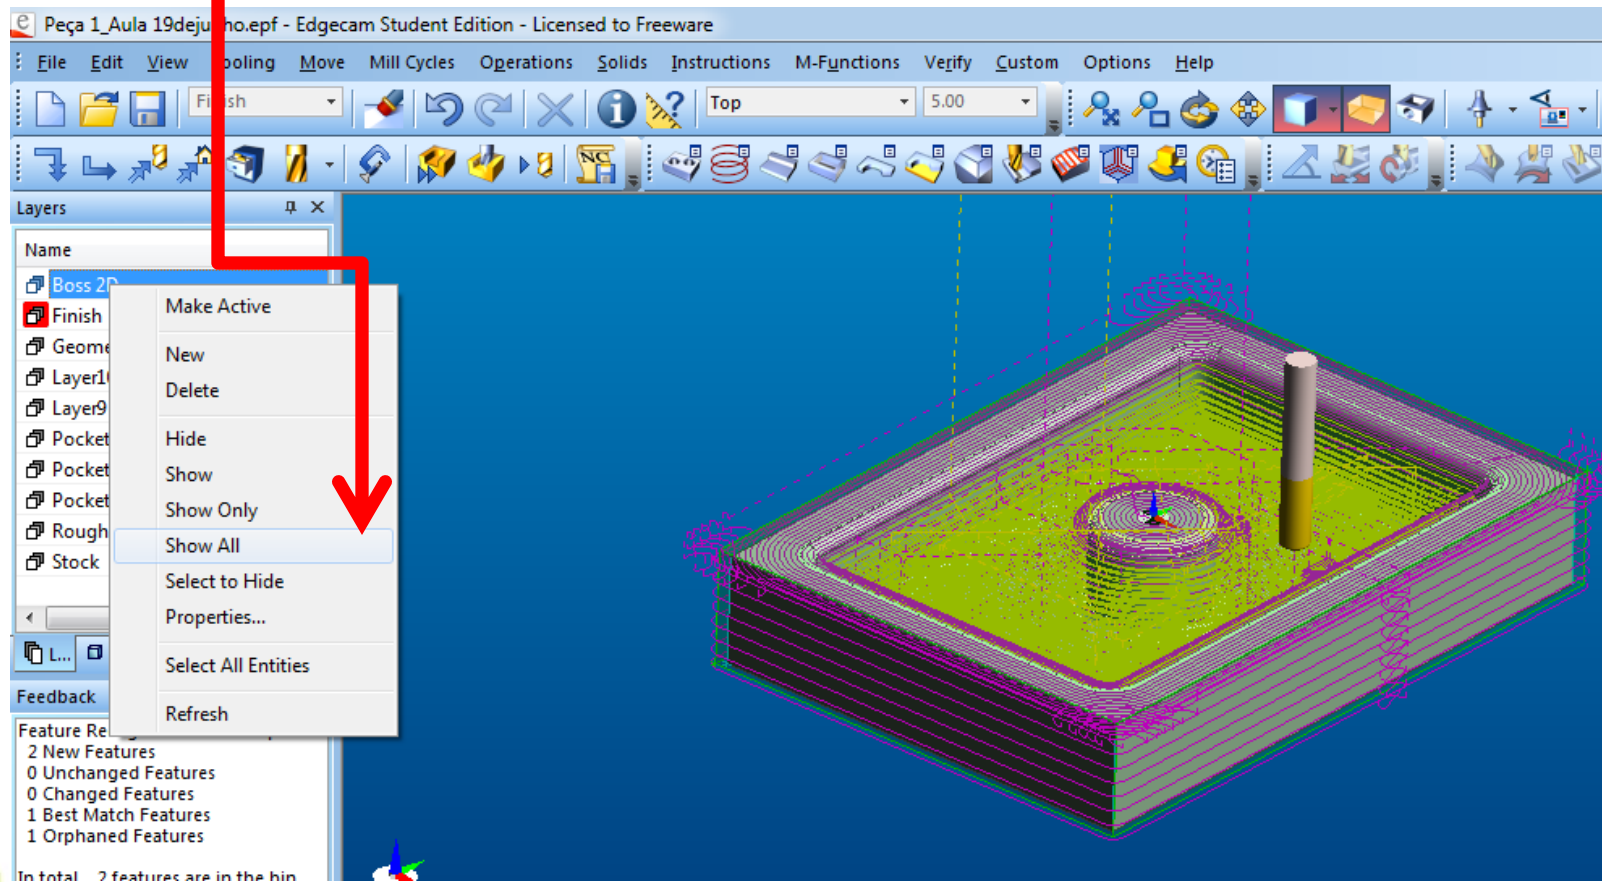 Peça 1_Aula 19deju ho.epf - Edgecam Student Edition - Licensed to Freeware
File Edit View ooling Move Mill Cycles Operations Solids Instructions M-Functions Verify Custom Options Help
Fi ish Top 5.00
NC
Layers
Name
Boss 2D
Finish
Geome
Layer1
Layer9
Pocket
Pocket
Pocket
Rough
Stock
Make Active
New
Delete
Hide
Show
Show Only
Show All
Select to Hide
Properties...
Select All Entities
Refresh
L...
Feedback
Feature Re
2 New Features
0 Unchanged Features
0 Changed Features
1 Best Match Features
1 Orphaned Features
In total 2 features are in the bin